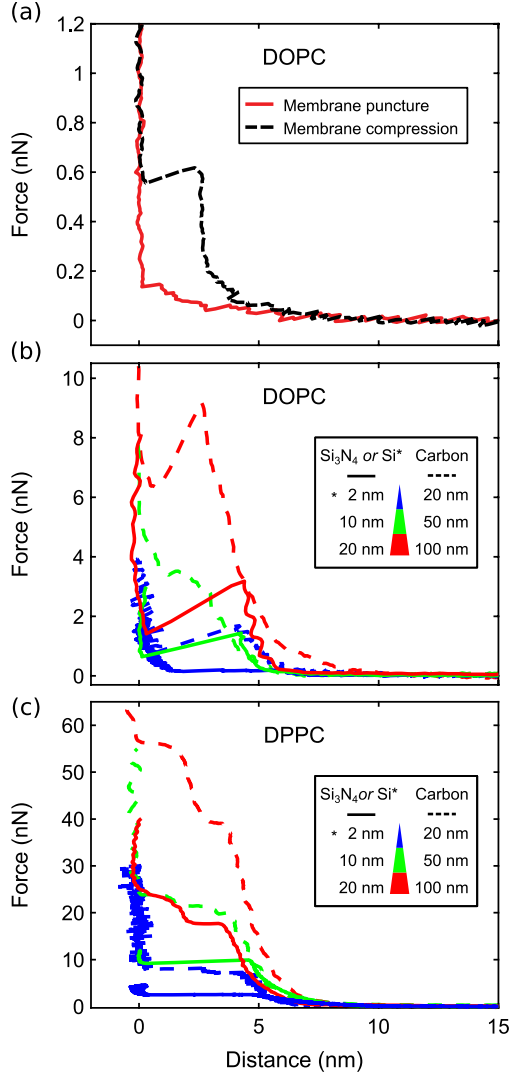 (a)
1.2
1
0.8
0.6
0.4
0.2
0
Force (nN)
DOPC
Membrane puncture
Membrane compression
(b)
10
8
6
4
2
0
Force (nN)
DOPC
Si₃N₄ or Si* Carbon
* 2 nm 20 nm
10 nm 50 nm
20 nm 100 nm
(c)
60
50
40
30
20
10
0
Force (nN)
DPPC
Si₃N₄ or Si* Carbon
* 2 nm 20 nm
10 nm 50 nm
20 nm 100 nm
0 5 10 15
Distance (nm)